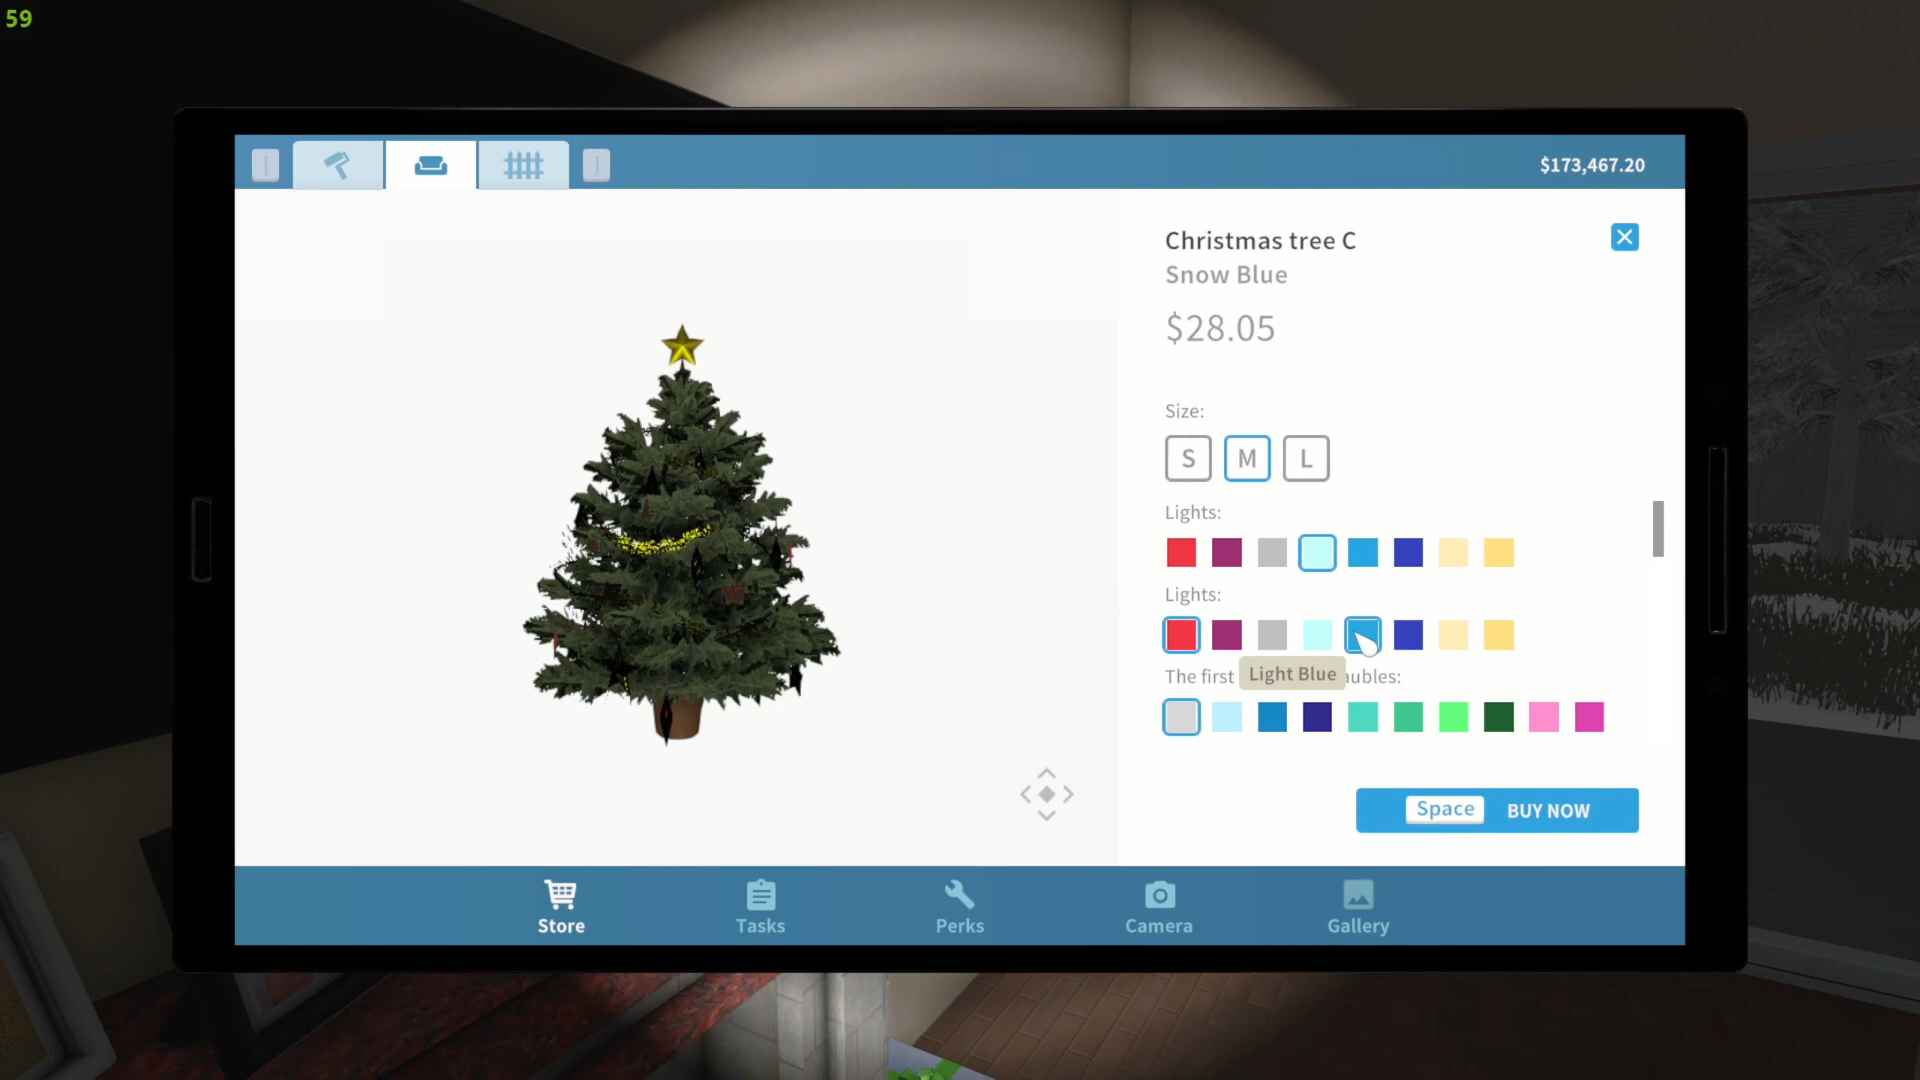 59
[
]
$173,467.20
Christmas tree C
Snow Blue
$28.05
Size:
S M L
Lights:
Lights:
The first
Light Blue
Space BUY NOW
Store
Tasks
Perks
Camera
Gallery